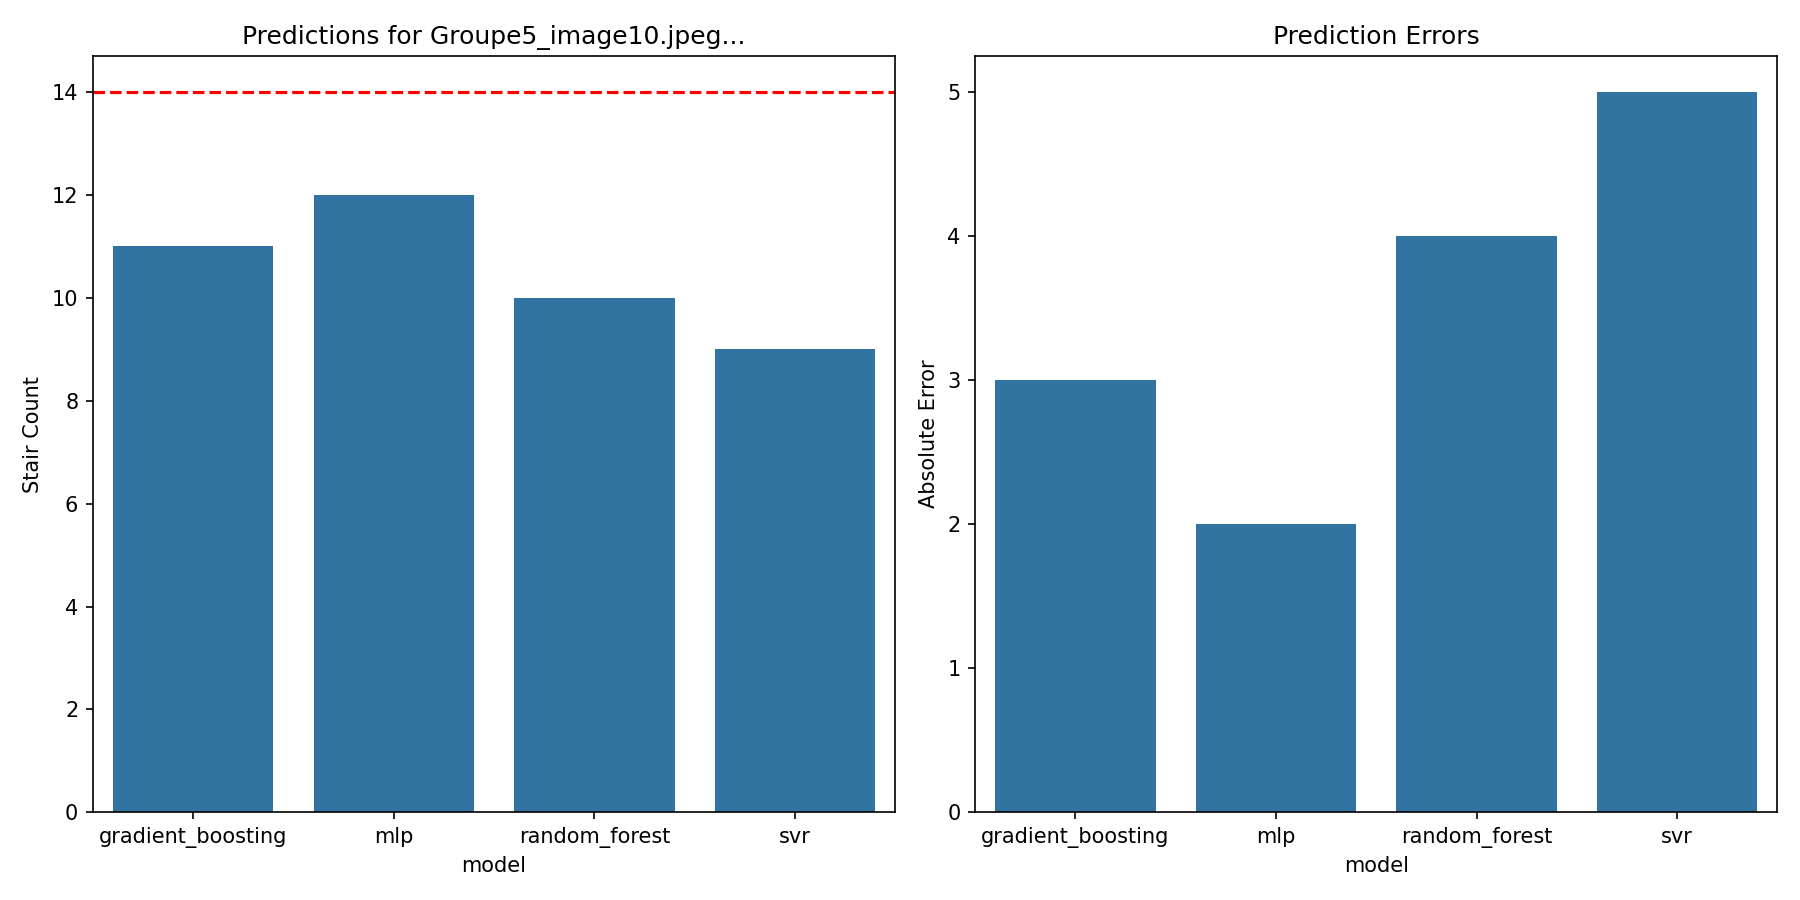 Predictions for Groupe5_image10.jpeg...
Stair Count
14
12
10
8
6
4
2
0
gradient_boosting mlp random_forest svr
model
Prediction Errors
Absolute Error
5
4
3
2
1
0
gradient_boosting mlp random_forest svr
model